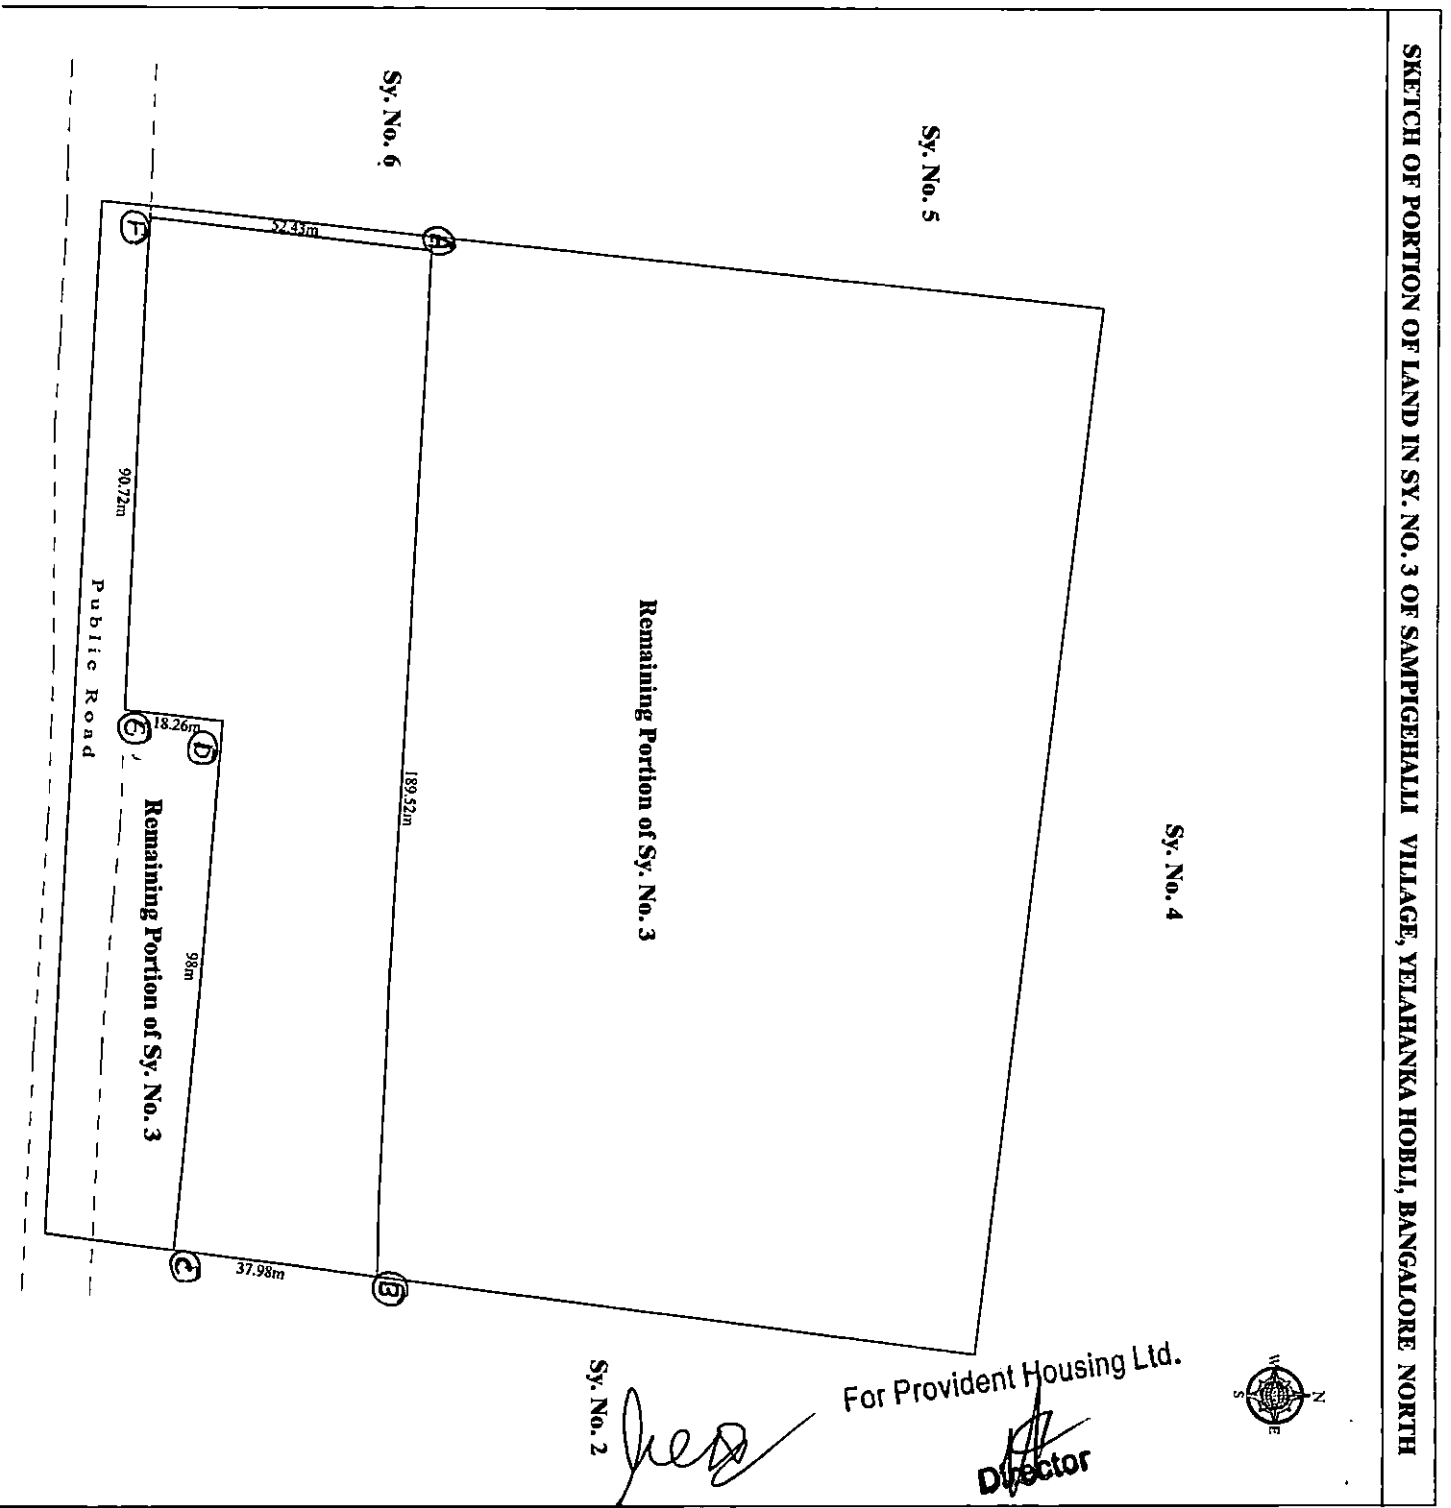 SKETCH OF PORTION OF LAND IN SY. NO. 3 OF SAMPIGEHALLI VILLAGE, YELAHANKA HOBLI, BANGALORE NORTH
N
W
E
S
Sy. No. 4
Sy. No. 5
Remaining Portion of Sy. No. 3
For Provident Housing Ltd.
Director
Sy. No. 2
Sy. No. 6
A
189.52m
B
52.43m
37.98m
D
98m
C
18.26m
Remaining Portion of Sy. No. 3
F
90.72m
E
Public Road